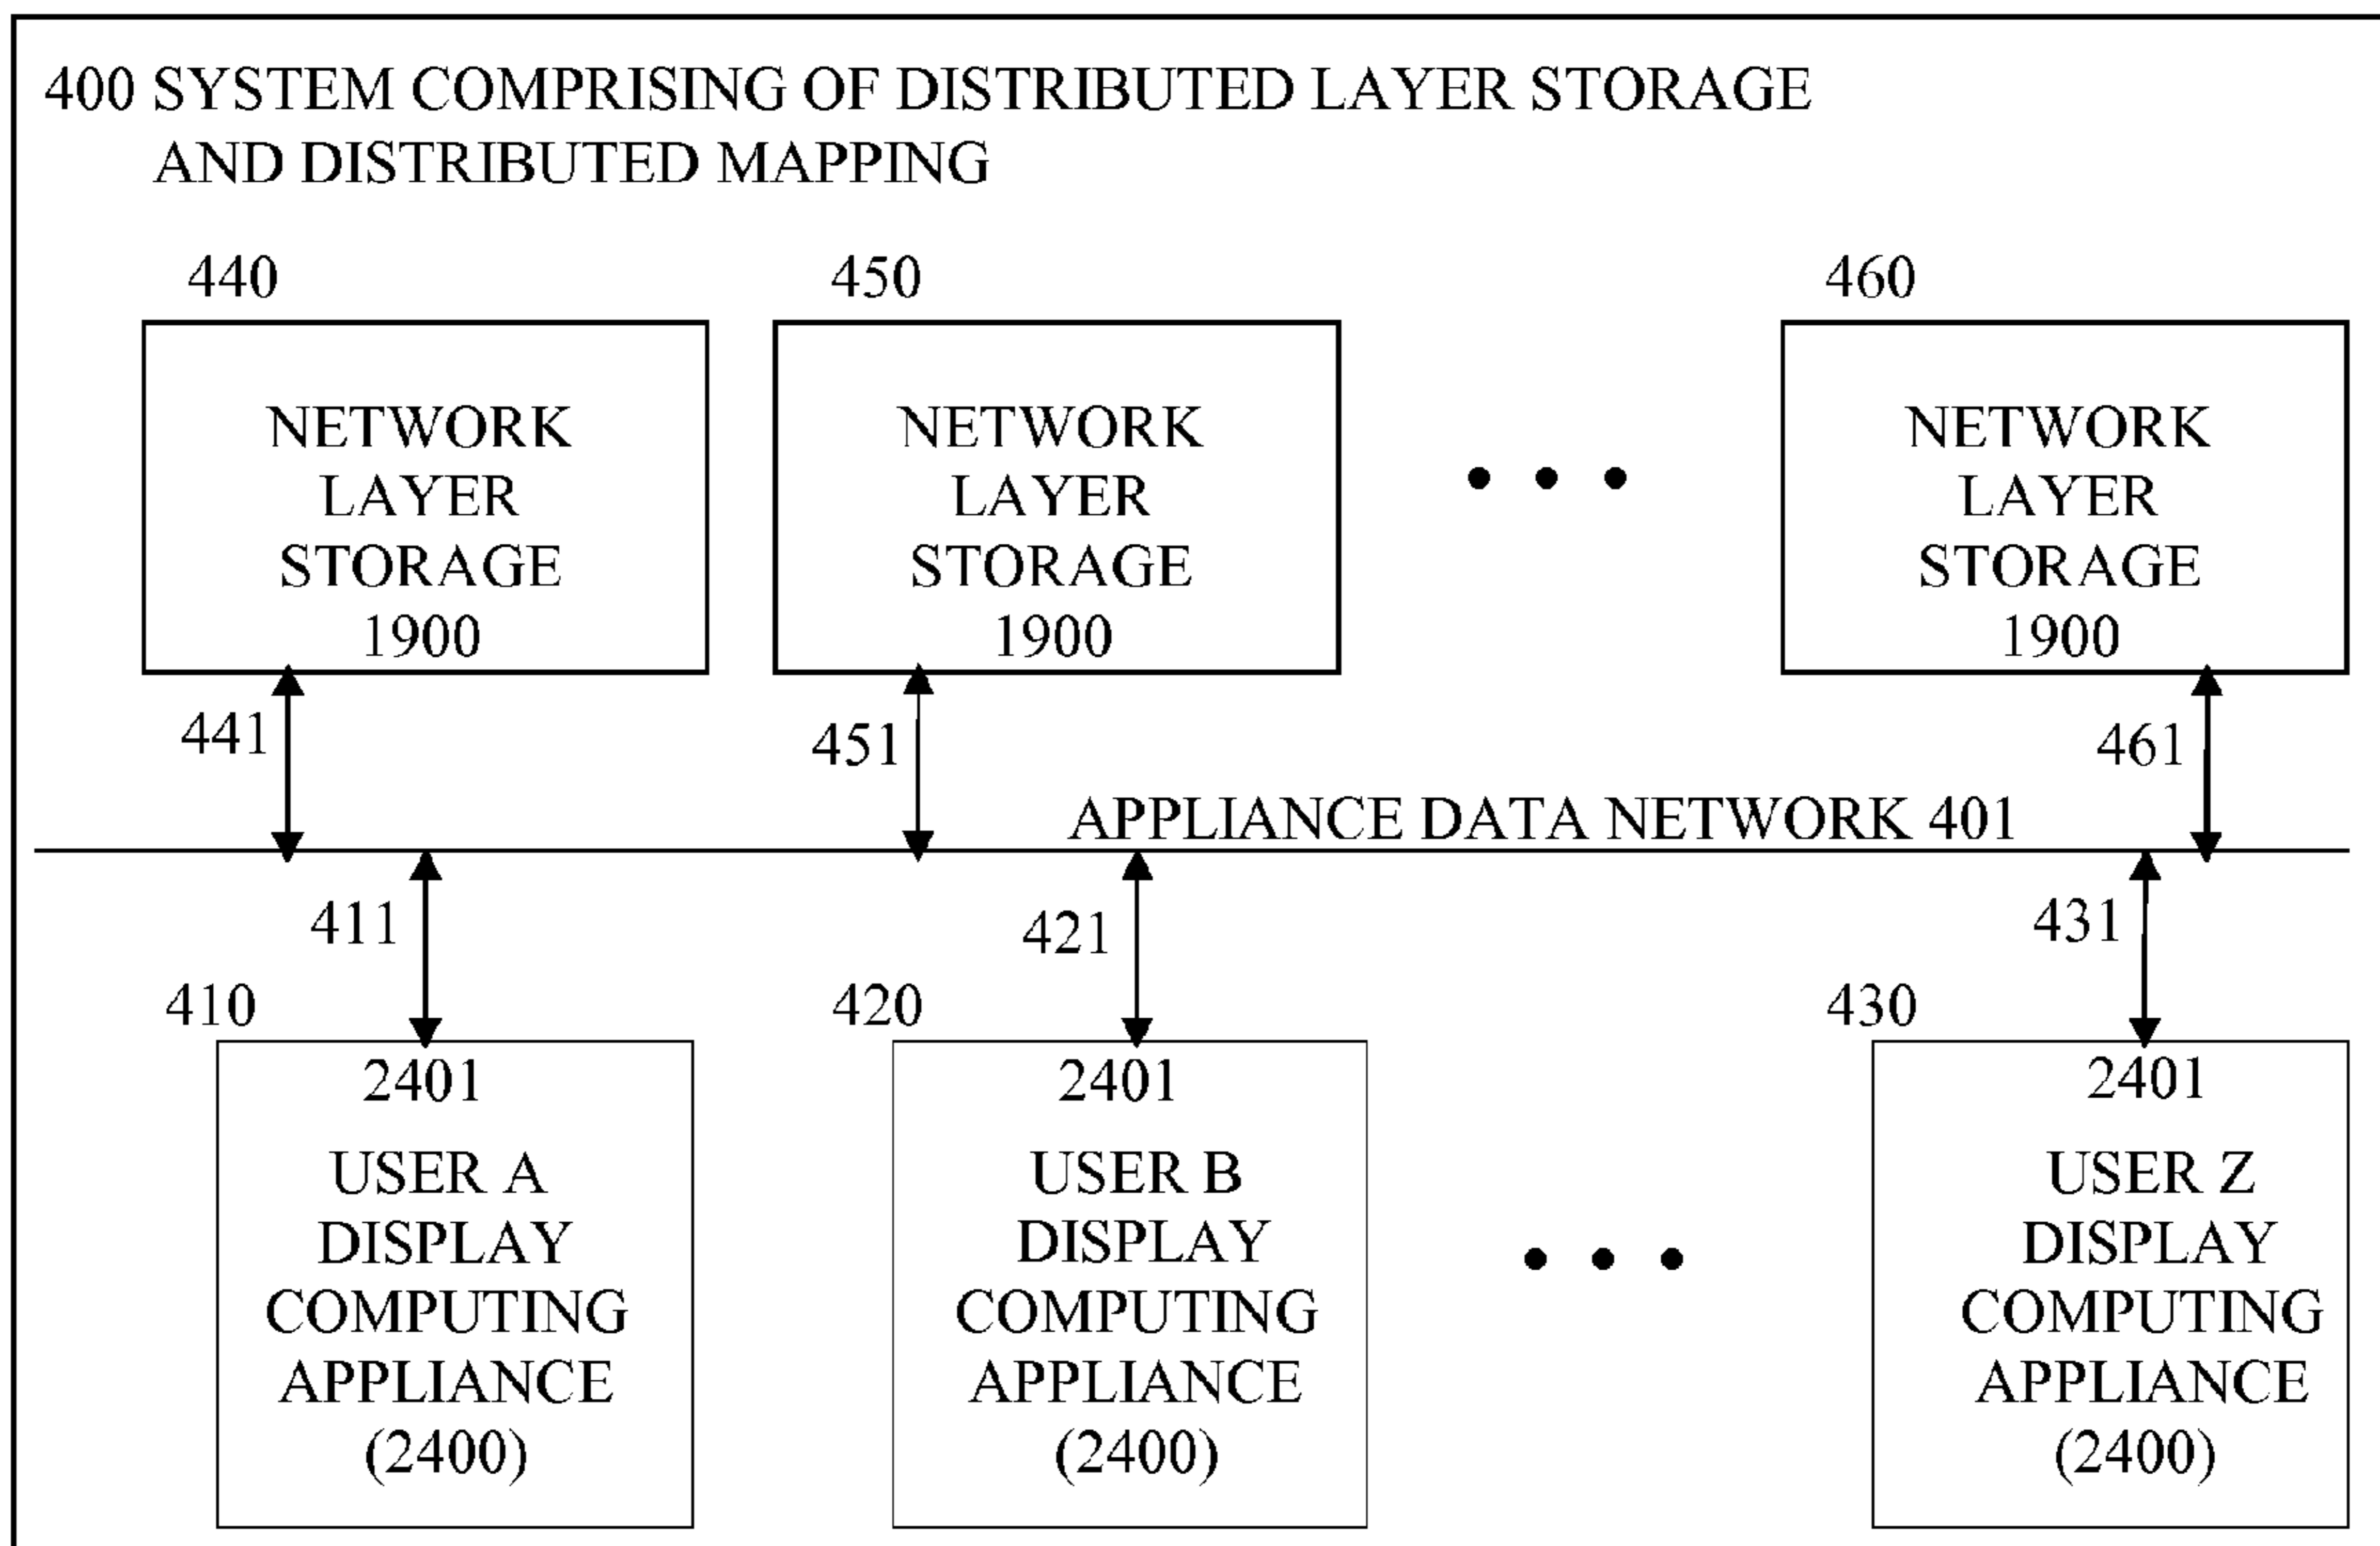 400 SYSTEM COMPRISING OF DISTRIBUTED LAYER STORAGE
AND DISTRIBUTED MAPPING
440
NETWORK
LAYER
STORAGE
1900
450
NETWORK
LAYER
STORAGE
1900
460
NETWORK
LAYER
STORAGE
1900
441
451
461
APPLIANCE DATA NETWORK 401
411
421
431
410
2401
USER A
DISPLAY
COMPUTING
APPLIANCE
(2400)
420
2401
USER B
DISPLAY
COMPUTING
APPLIANCE
(2400)
430
2401
USER Z
DISPLAY
COMPUTING
APPLIANCE
(2400)